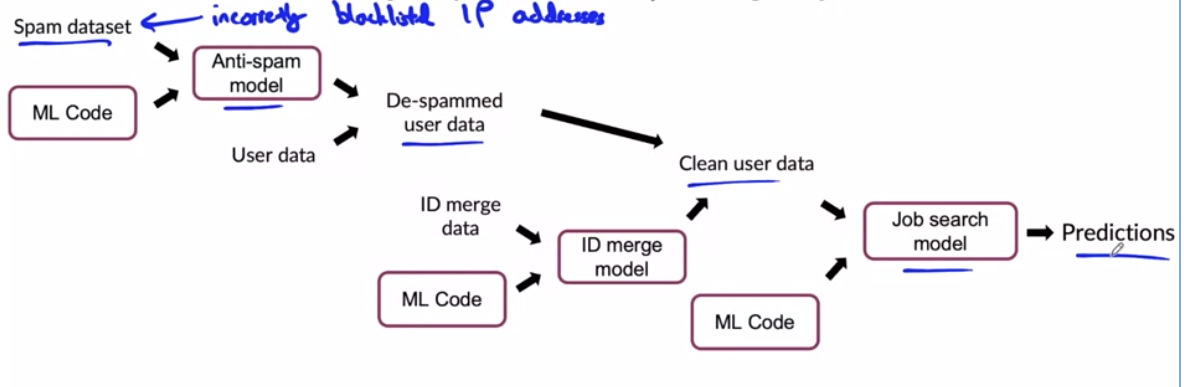 incorrectly blacklisted IP addresses
Spam dataset
Anti-spam
model
ML Code
De-spammed
user data
User data
Clean user data
ID merge
data
ID merge
model
ML Code
Job search
model
Predictions
ML Code